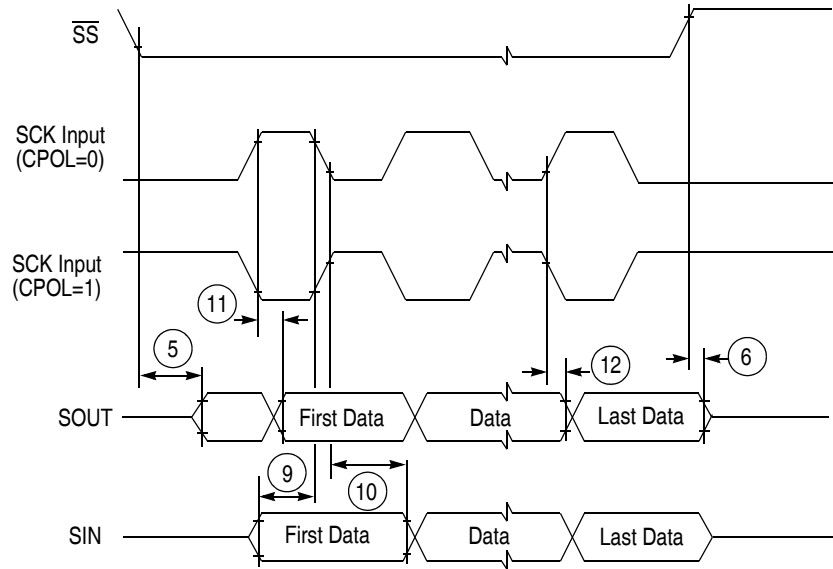 SS
SCK Input
(CPOL=0)
SCK Input
(CPOL=1)
11
5
12
6
SOUT
First Data
Data
Last Data
9
10
SIN
First Data
Data
Last Data